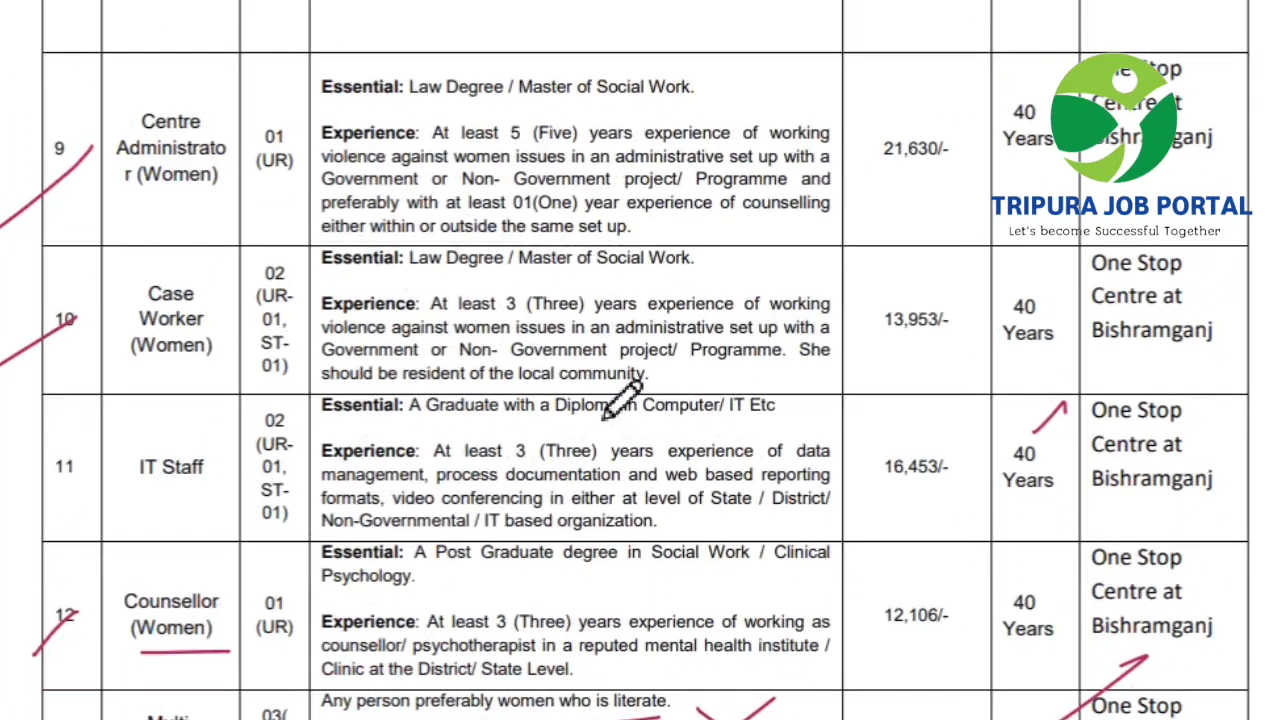 9
Centre
Administrato
r (Women)
01
(UR)
Essential: Law Degree / Master of Social Work.
Experience: At least 5 (Five) years experience of working
violence against women issues in an administrative set up with a
Government or Non- Government project/ Programme and
preferably with at least 01(One) year experience of counselling
either within or outside the same set up.
21,630/-
40
Years
TRIPURA JOB PORTAL
Let's become Successful Together
10
Case
Worker
(Women)
02
(UR-
01,
ST-
01)
Essential: Law Degree / Master of Social Work.
Experience: At least 3 (Three) years experience of working
violence against women issues in an administrative set up with a
Government or Non- Government project/ Programme. She
should be resident of the local community.
13,953/-
40
Years
One Stop
Centre at
Bishramganj
11
IT Staff
02
(UR-
01,
ST-
01)
Essential: A Graduate with a Diploma in Computer/ IT Etc
Experience: At least 3 (Three) years experience of data
management, process documentation and web based reporting
formats, video conferencing in either at level of State / District/
Non-Governmental / IT based organization.
16,453/-
40
Years
One Stop
Centre at
Bishramganj
12
Counsellor
(Women)
01
(UR)
Essential: A Post Graduate degree in Social Work / Clinical
Psychology.
Experience: At least 3 (Three) years experience of working as
counsellor/ psychotherapist in a reputed mental health institute /
Clinic at the District/ State Level.
12,106/-
40
Years
One Stop
Centre at
Bishramganj
Any person preferably women who is literate.
03(
One Stop